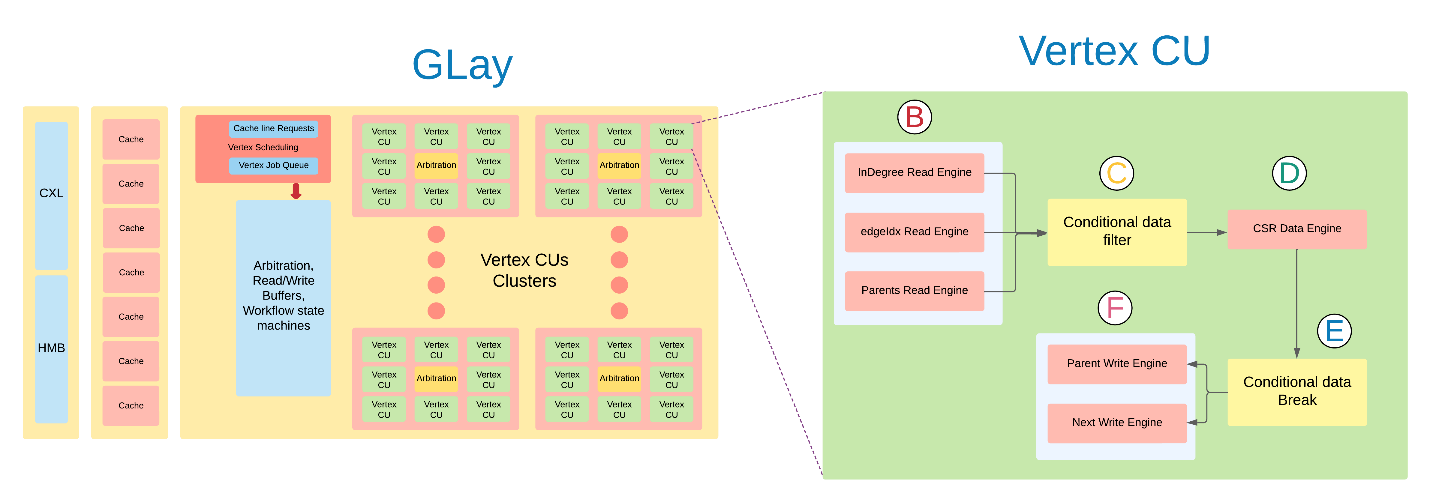 GLay
Vertex CU
CXL
HMB
Cache
Cache
Cache
Cache
Cache
Cache
Cache
Cache line Requests
Vertex Scheduling
Vertex Job Queue
Arbitration,
Read/Write
Buffers,
Workflow state
machines
Vertex
CU
Vertex
CU
Vertex
CU
Vertex
CU
Arbitration
Vertex
CU
Vertex
CU
Vertex
CU
Vertex
CU
Vertex
CU
Vertex
CU
Vertex
CU
Vertex
CU
Arbitration
Vertex
CU
Vertex
CU
Vertex
CU
Vertex
CU
Vertex CUs
Clusters
Vertex
CU
Vertex
CU
Vertex
CU
Vertex
CU
Arbitration
Vertex
CU
Vertex
CU
Vertex
CU
Vertex
CU
Vertex
CU
Vertex
CU
Vertex
CU
Vertex
CU
Arbitration
Vertex
CU
Vertex
CU
Vertex
CU
Vertex
CU
B
InDegree Read Engine
edgeIdx Read Engine
Parents Read Engine
C
Conditional data
filter
D
CSR Data Engine
E
Conditional data
Break
F
Parent Write Engine
Next Write Engine